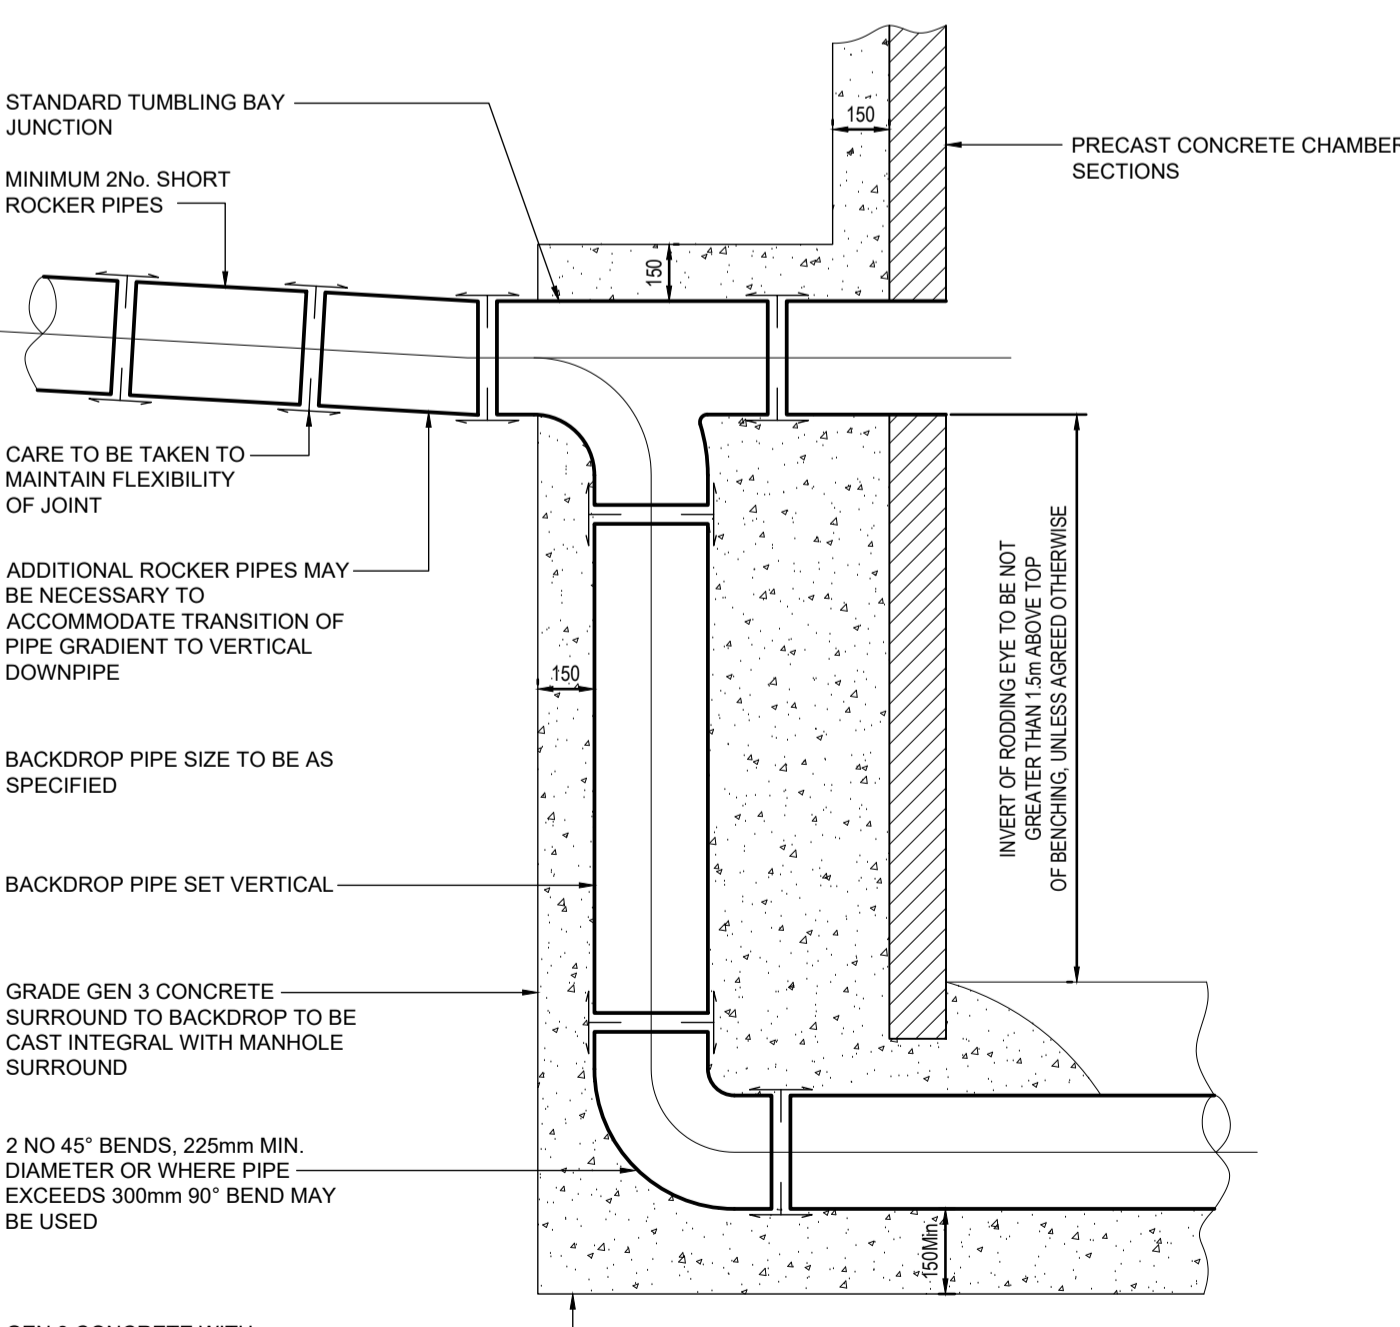 STANDARD TUMBLING BAY
JUNCTION
MINIMUM 2No. SHORT
ROCKER PIPES
CARE TO BE TAKEN TO
MAINTAIN FLEXIBILITY
OF JOINT
ADDITIONAL ROCKER PIPES MAY
BE NECESSARY TO
ACCOMMODATE TRANSITION OF
PIPE GRADIENT TO VERTICAL
DOWNPIPE
BACKDROP PIPE SIZE TO BE AS
SPECIFIED
BACKDROP PIPE SET VERTICAL
GRADE GEN 3 CONCRETE
SURROUND TO BACKDROP TO BE
CAST INTEGRAL WITH MANHOLE
SURROUND
2 NO 45° BENDS, 225mm MIN.
DIAMETER OR WHERE PIPE
EXCEEDS 300mm 90° BEND MAY
BE USED
150
150
150
150Min
PRECAST CONCRETE CHAMBER
SECTIONS
INVERT OF RODDING EYE TO BE NOT
GREATER THAN 1.5m ABOVE TOP
OF BENCHING, UNLESS AGREED OTHERWISE